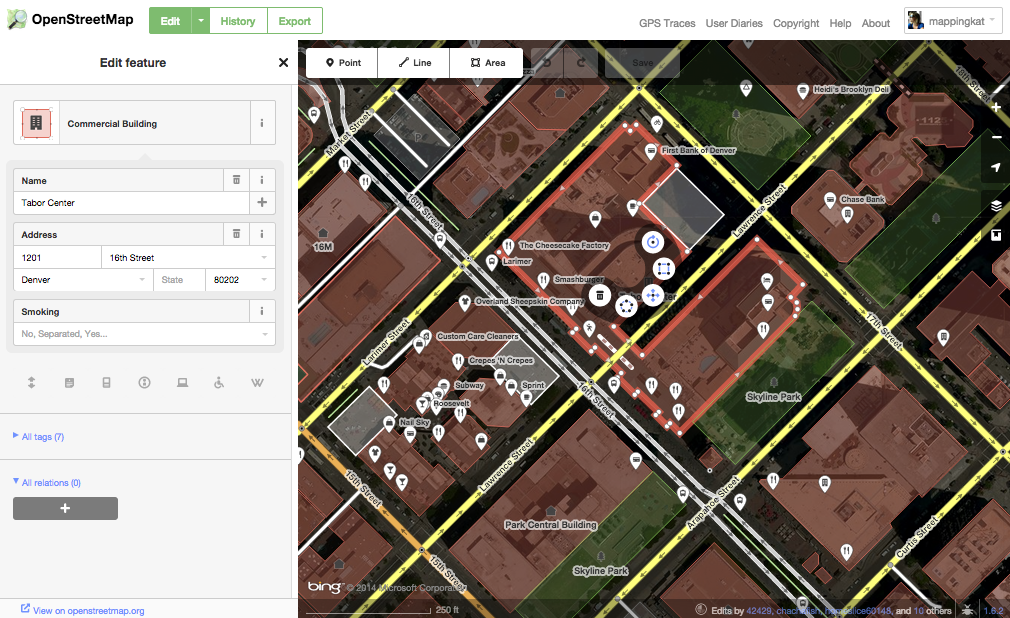 OpenStreetMap
Edit
History
Export
GPS Traces
User Diaries
Copyright
Help
About
mappingkat
Edit feature
Commercial Building
Name
Tabor Center
Address
1201
16th Street
Denver
State
80202
Smoking
No, Separated, Yes...
All tags (7)
All relations (0)
View on openstreetmap.org
Point
Line
Area
Save
Heidi's Brooklyn Deli
18th Street
112
Market Street
First Bank of Denver
Chase Bank
16th Street
Lawrence Street
16M
The Cheesecake Factory
Larimer
Smashburger
Overland Sheepskin Company
Larimer Street
Custom Care Cleaners
17th Street
Crepes 'N Crepes
Subway
Sprint
16th Street
Roosevelt
Skyline Park
Nail Sky
Lawrence Street
15th Street
Arapahoe Street
Park Central Building
Curtis Street
Skyline Park
15th Street
bing
© 2014 Microsoft Corporation
250 ft
Edits by 42429,
and 10 others
1.6.2